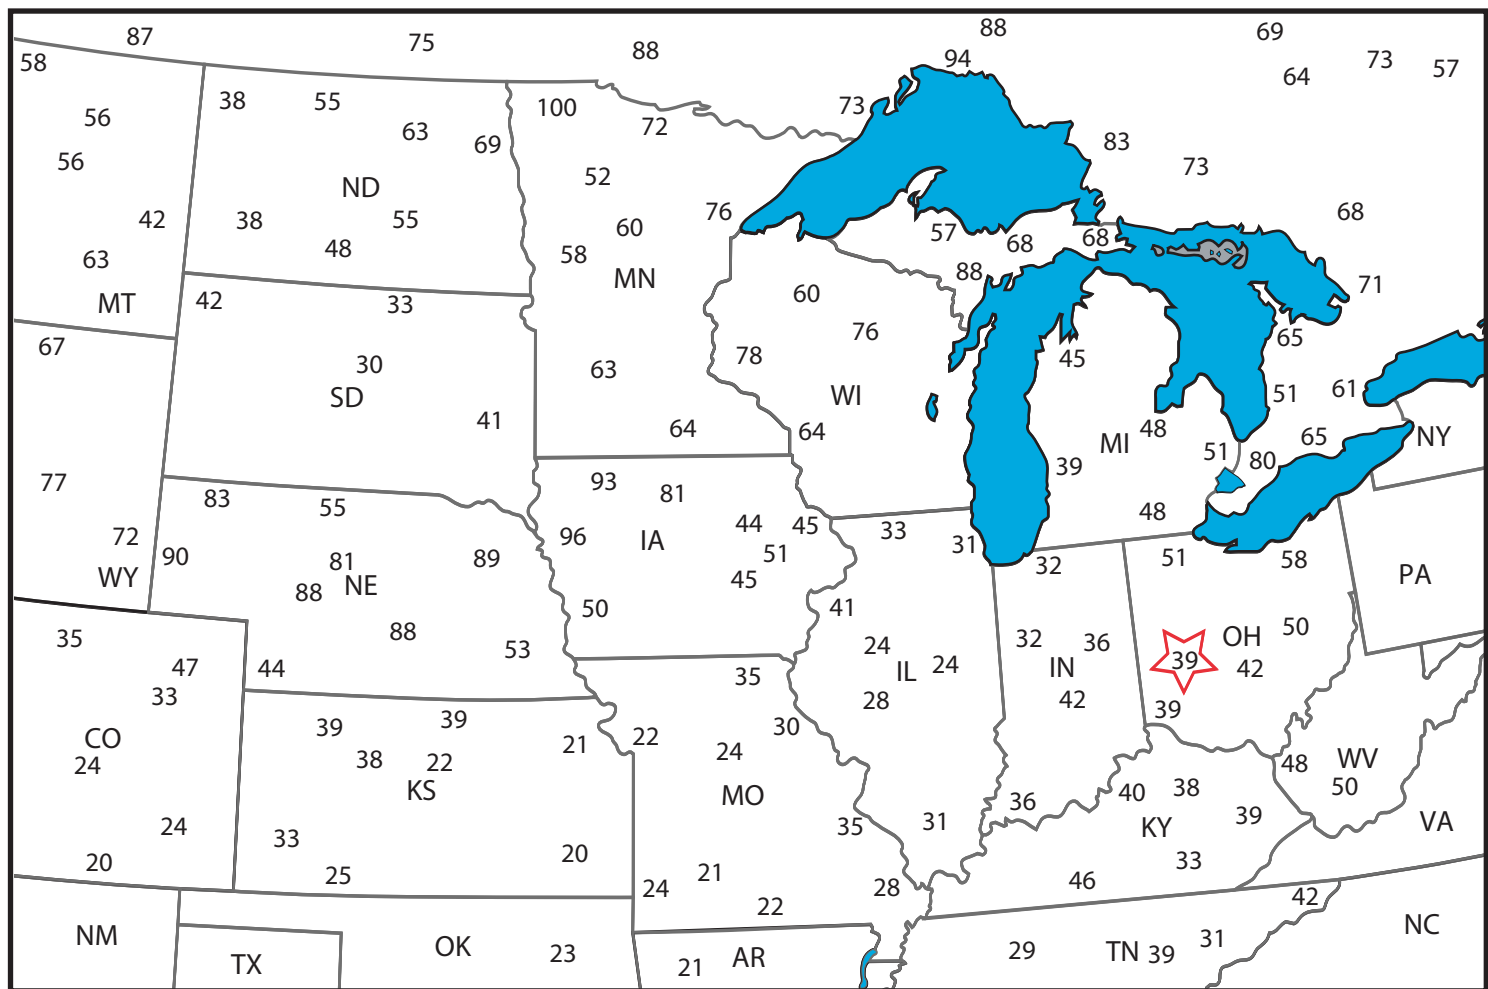 87 75 88 88 69
58 94 64 73 57
38 55 100 73
56 63 72
69 83
56 52 73
ND
42 38 55 60 76 57 68 68 68
63 48 58 88
MN
MT 42 33 60 71
67 76 65
30 63 78 45
SD WI 51 61
41 64 64 MI 48 65 NY
39 51 80
77 83 55 93 81
72 96 IA 44 45 33 31 48
90 81 89 51 32 51 58
WY 88 NE 45 PA
50 41
35 88 53 24 32 36 OH 50
47 44 35 IL 24 IN 39 42
33 28 42 39
39 39 30
CO 21 22 24
24 38 22 48 WV
KS MO 36 40 38 50
24 33 35 31 KY 39 VA
20 25 20 21 28 46 33
24 22 42
NM OK 23 29 TN 39 31 NC
TX 21 AR